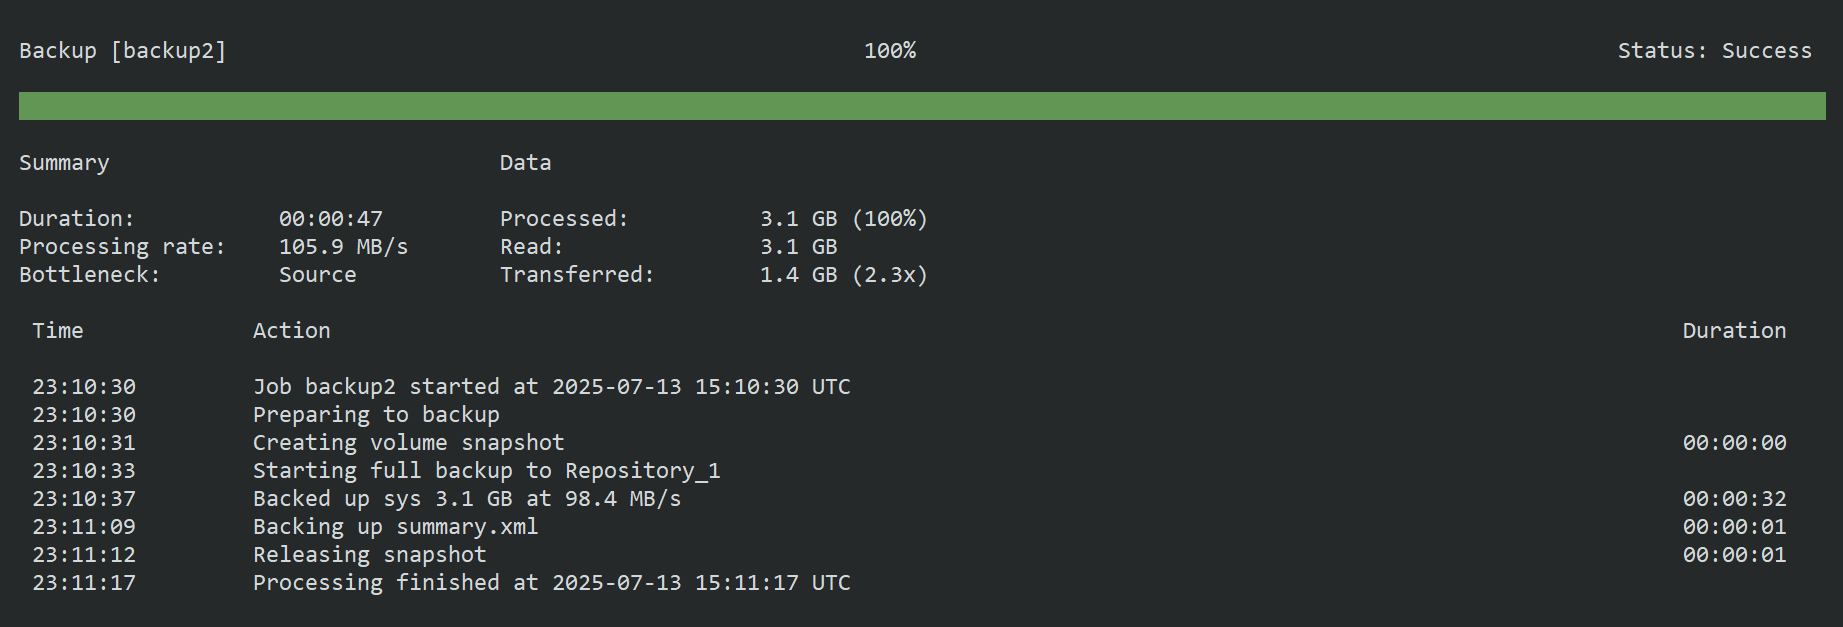 Backup [backup2] 100% Status: Success
Summary Data
Duration: 00:00:47 Processed: 3.1 GB (100%)
Processing rate: 105.9 MB/s Read: 3.1 GB
Bottleneck: Source Transferred: 1.4 GB (2.3x)
Time Action Duration
23:10:30 Job backup2 started at 2025-07-13 15:10:30 UTC
23:10:30 Preparing to backup
23:10:31 Creating volume snapshot 00:00:00
23:10:33 Starting full backup to Repository_1
23:10:37 Backed up sys 3.1 GB at 98.4 MB/s 00:00:32
23:11:09 Backing up summary.xml 00:00:01
23:11:12 Releasing snapshot 00:00:01
23:11:17 Processing finished at 2025-07-13 15:11:17 UTC